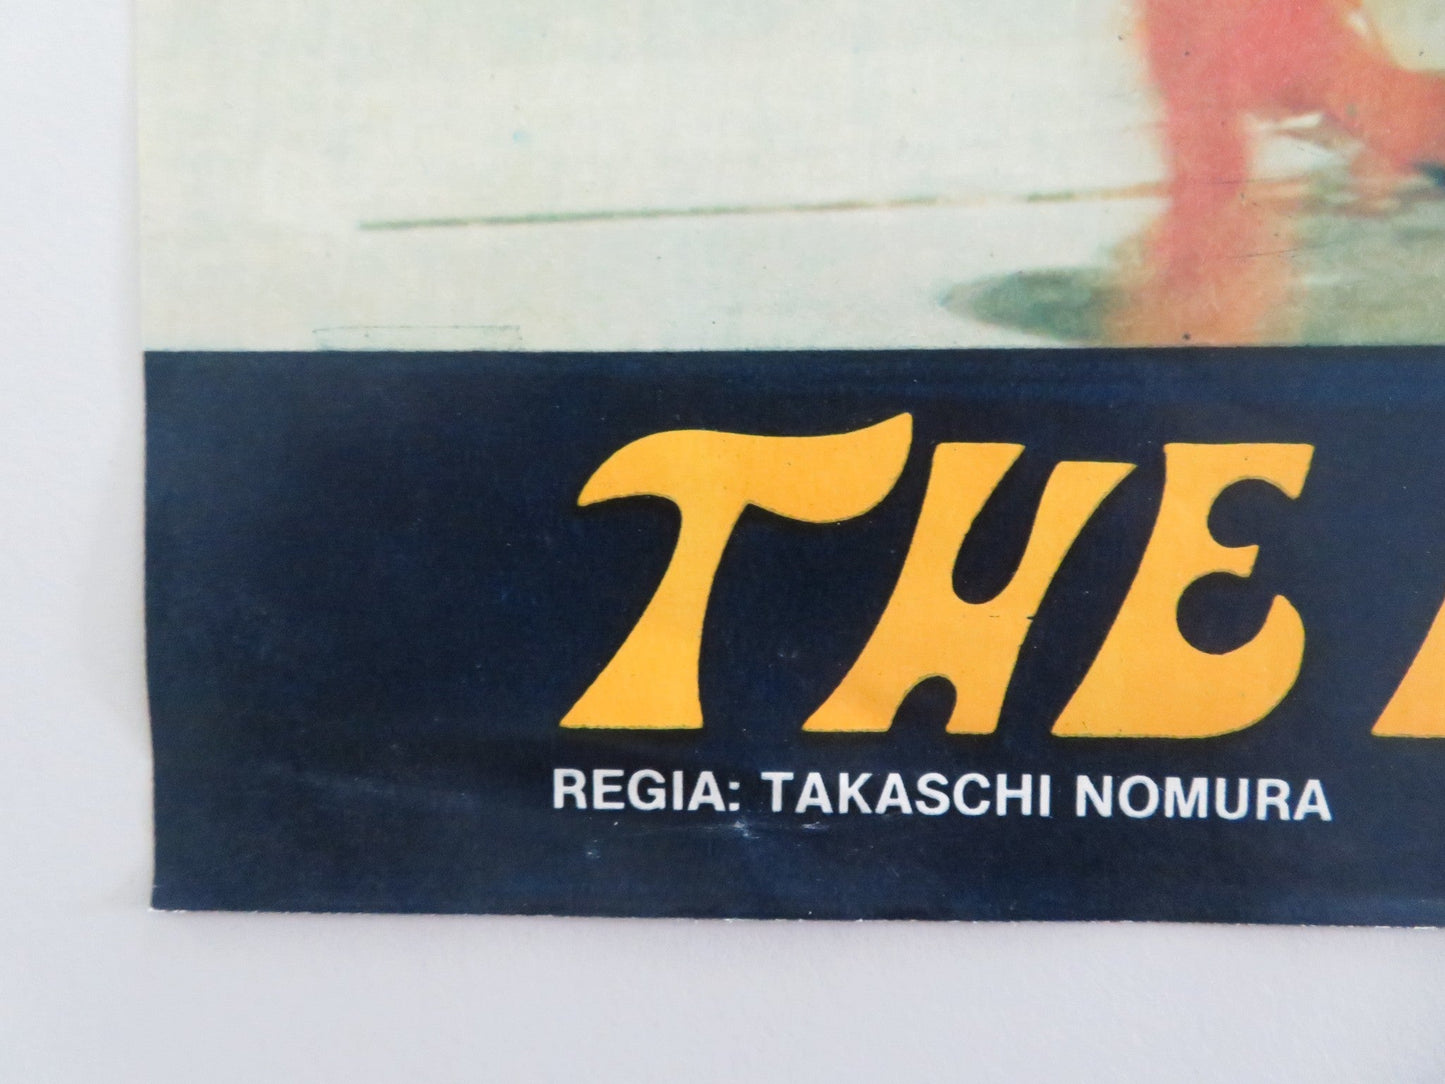 THE
REGIA: TAKASCHI NOMURA